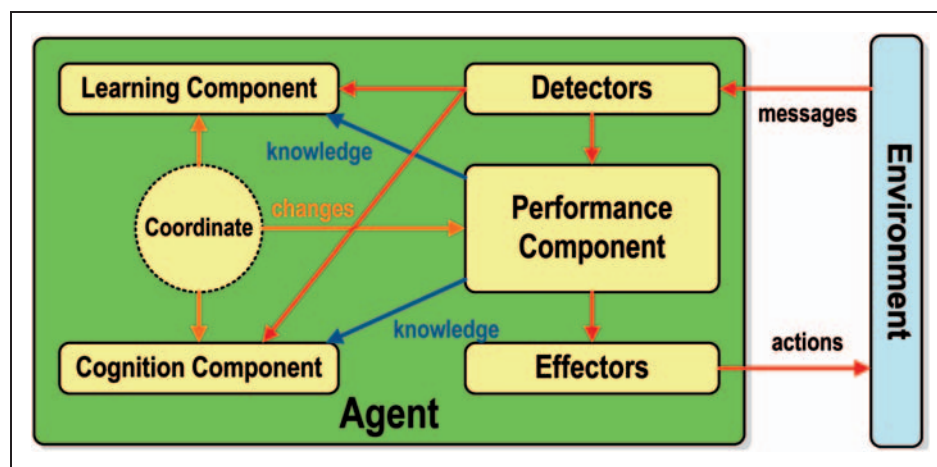 Learning Component
Detectors
messages
knowledge
Coordinate
changes
Performance
Component
Environment
knowledge
actions
Cognition Component
Effectors
Agent